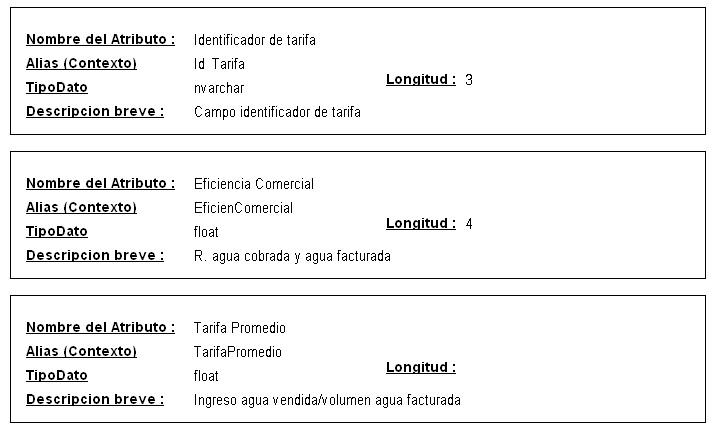 Nombre del Atributo : Identificador de tarifa
Alias (Contexto) Id Tarifa
TipoDato nvarchar Longitud : 3
Descripcion breve : Campo identificador de tarifa
Nombre del Atributo : Eficiencia Comercial
Alias (Contexto) EficienComercial
TipoDato float Longitud : 4
Descripcion breve : R. agua cobrada y agua facturada
Nombre del Atributo : Tarifa Promedio
Alias (Contexto) TarifaPromedio
TipoDato float Longitud :
Descripcion breve : Ingreso agua vendida/volumen agua facturada